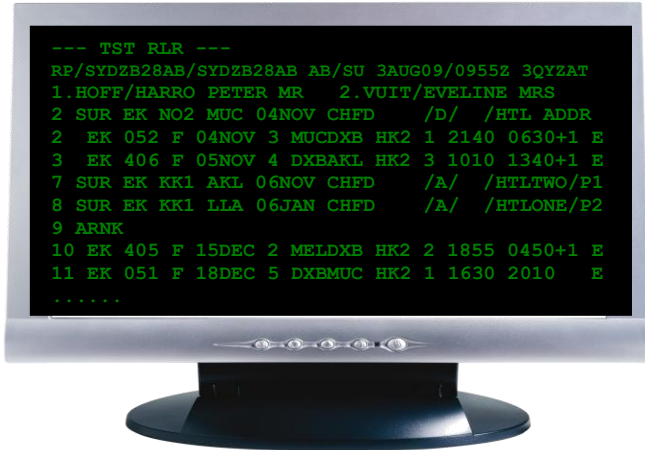 --- TST RLR ---
RP/SYDZB28AB/SYDZB28AB AB/SU 3AUG09/0955Z 3QYZAT
1.HOFF/HARRO PETER MR 2.VUIT/EVELINE MRS
2 SUR EK NO2 MUC 04NOV CHFD /D/ /HTL ADDR
2 EK 052 F 04NOV 3 MUCDXB HK2 1 2140 0630+1 E
3 EK 406 F 05NOV 4 DXBAKL HK2 3 1010 1340+1 E
7 SUR EK KK1 AKL 06NOV CHFD /A/ /HTLTWO/P1
8 SUR EK KK1 LLA 06JAN CHFD /A/ /HTLONE/P2
9 ARNK
10 EK 405 F 15DEC 2 MELDXB HK2 2 1855 0450+1 E
11 EK 051 F 18DEC 5 DXBMUC HK2 1 1630 2010 E
......